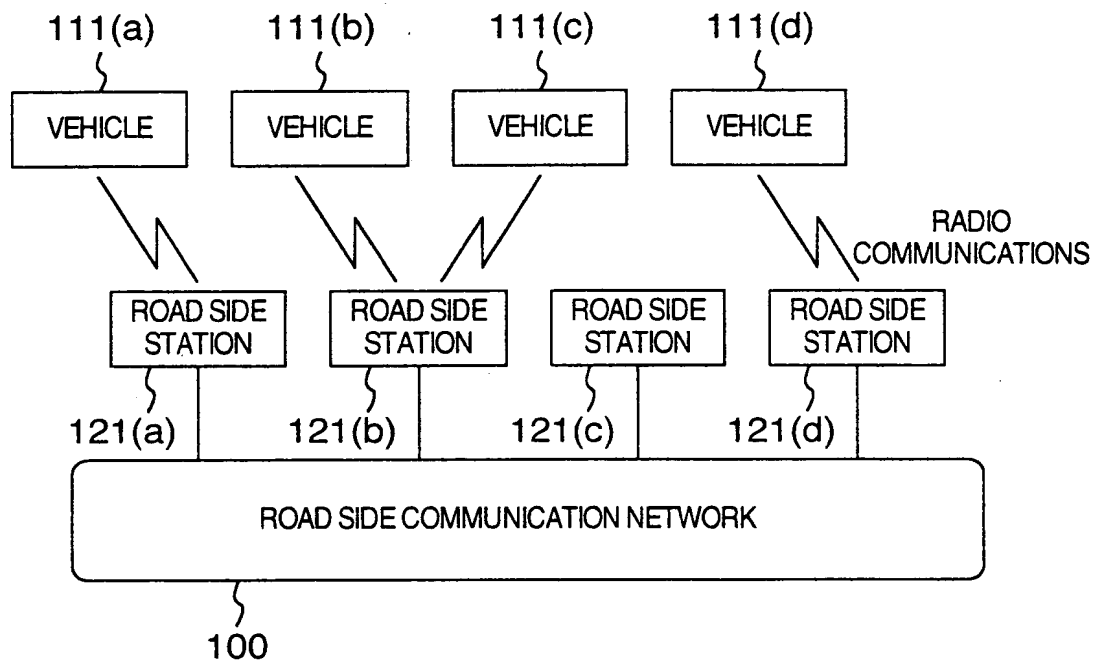 111(a) 111(b) 111(c) 111(d)
VEHICLE VEHICLE VEHICLE VEHICLE
RADIO
COMMUNICATIONS
ROAD SIDE
STATION
ROAD SIDE
STATION
ROAD SIDE
STATION
ROAD SIDE
STATION
121(a) 121(b) 121(c) 121(d)
ROAD SIDE COMMUNICATION NETWORK
100